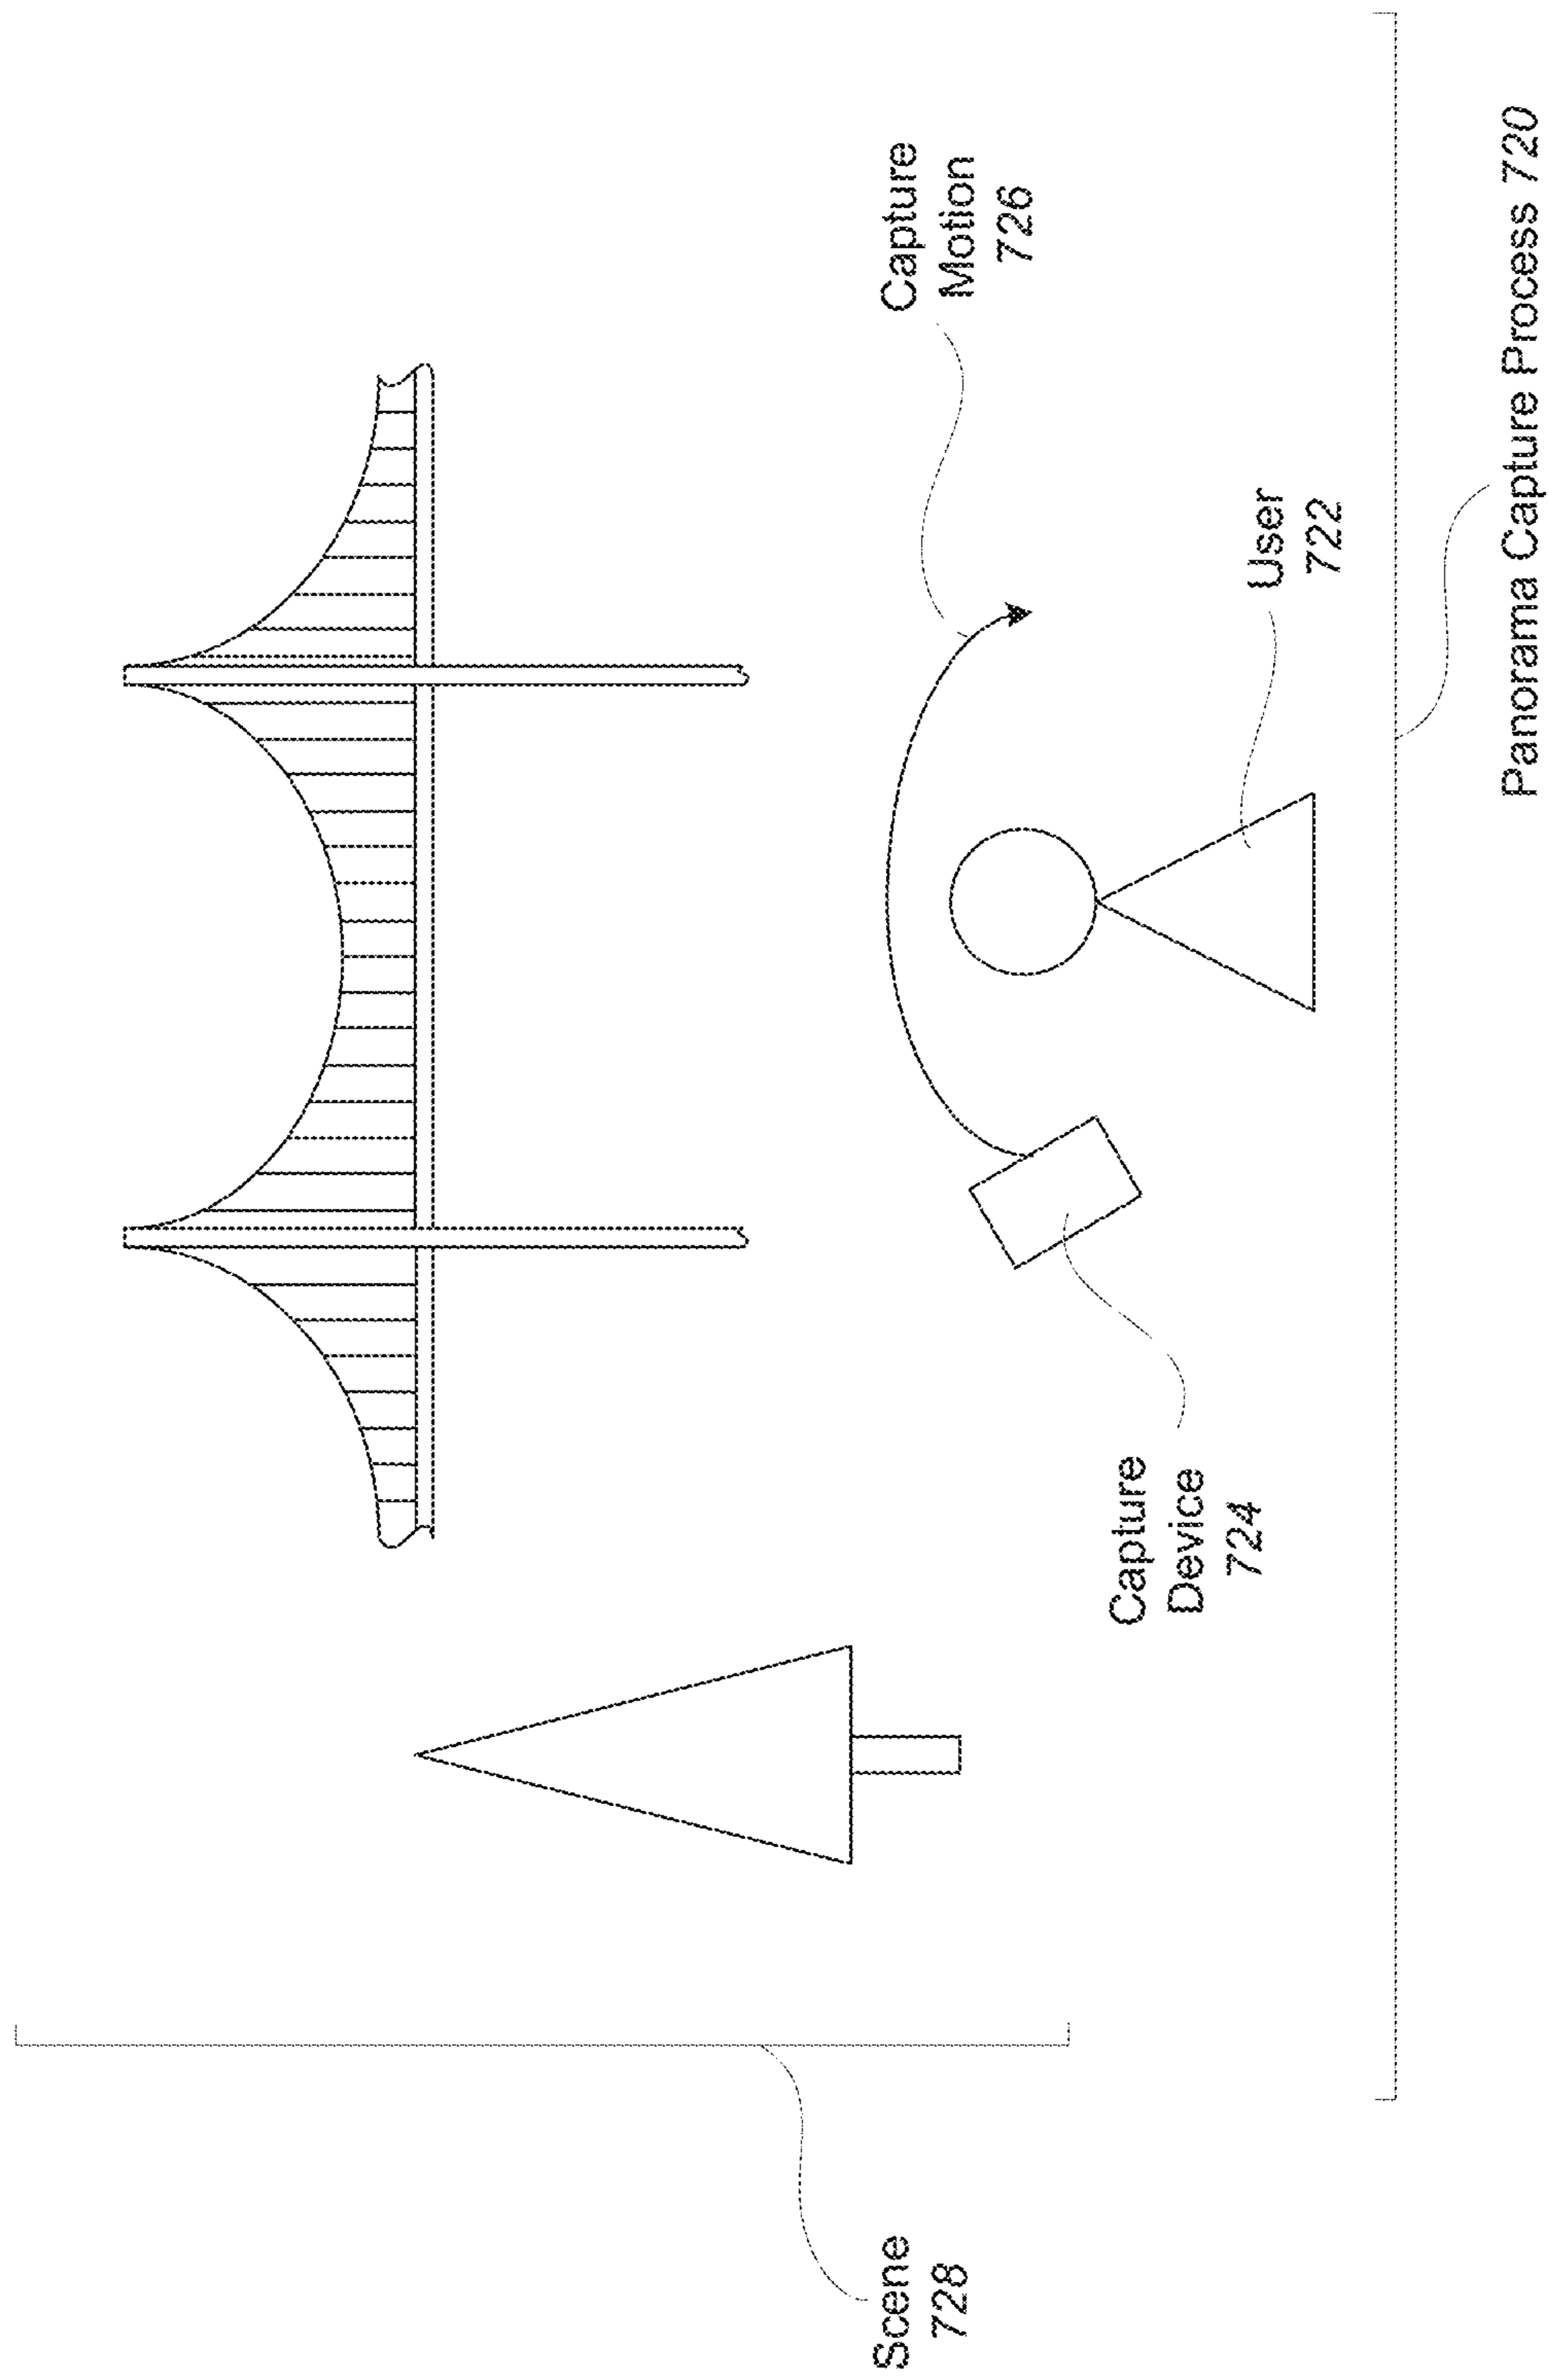 Scene
728
Capture
Device
724
Capture
Motion
726
User
722
Panorama Capture Process 720